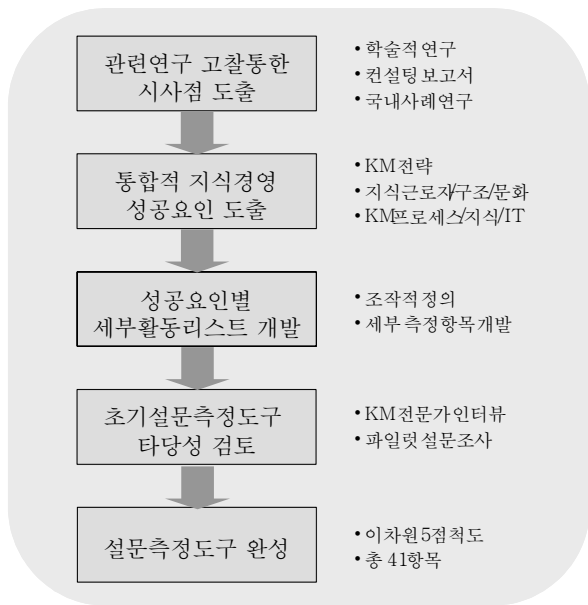 관련연구 고찰통한
시사점 도출
• 학술적연구
• 컨설팅보고서
• 국내사례연구
통합적 지식경영
성공요인 도출
• KM전략
• 지식근로자/구조/문화
• KM프로세스/지식/IT
성공요인별
세부활동리스트 개발
• 조작적정의
• 세부측정항목개발
초기설문측정도구
타당성 검토
• KM전문가인터뷰
• 파일럿설문조사
설문측정도구 완성
• 이차원5점척도
• 총 41항목